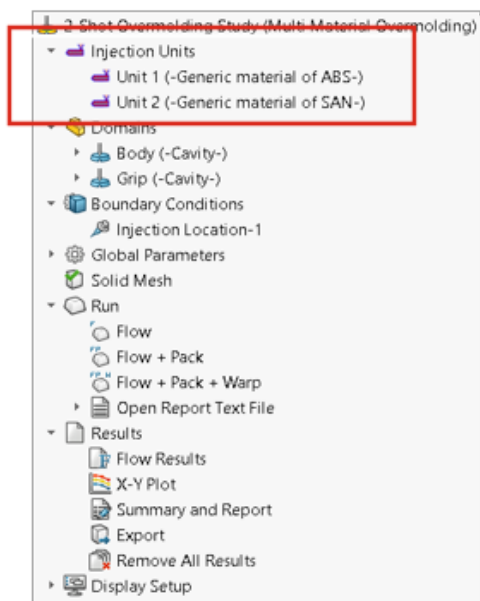 2-Shot Overmolding Study (Multi-Material Overmolding)
Injection Units
Unit 1 (-Generic material of ABS-)
Unit 2 (-Generic material of SAN-)
Domains
Body (-Cavity-)
Grip (-Cavity-)
Boundary Conditions
Injection Location-1
Global Parameters
Solid Mesh
Run
Flow
Flow + Pack
Flow + Pack + Warp
Open Report Text File
Results
Flow Results
X-Y Plot
Summary and Report
Export
Remove All Results
Display Setup